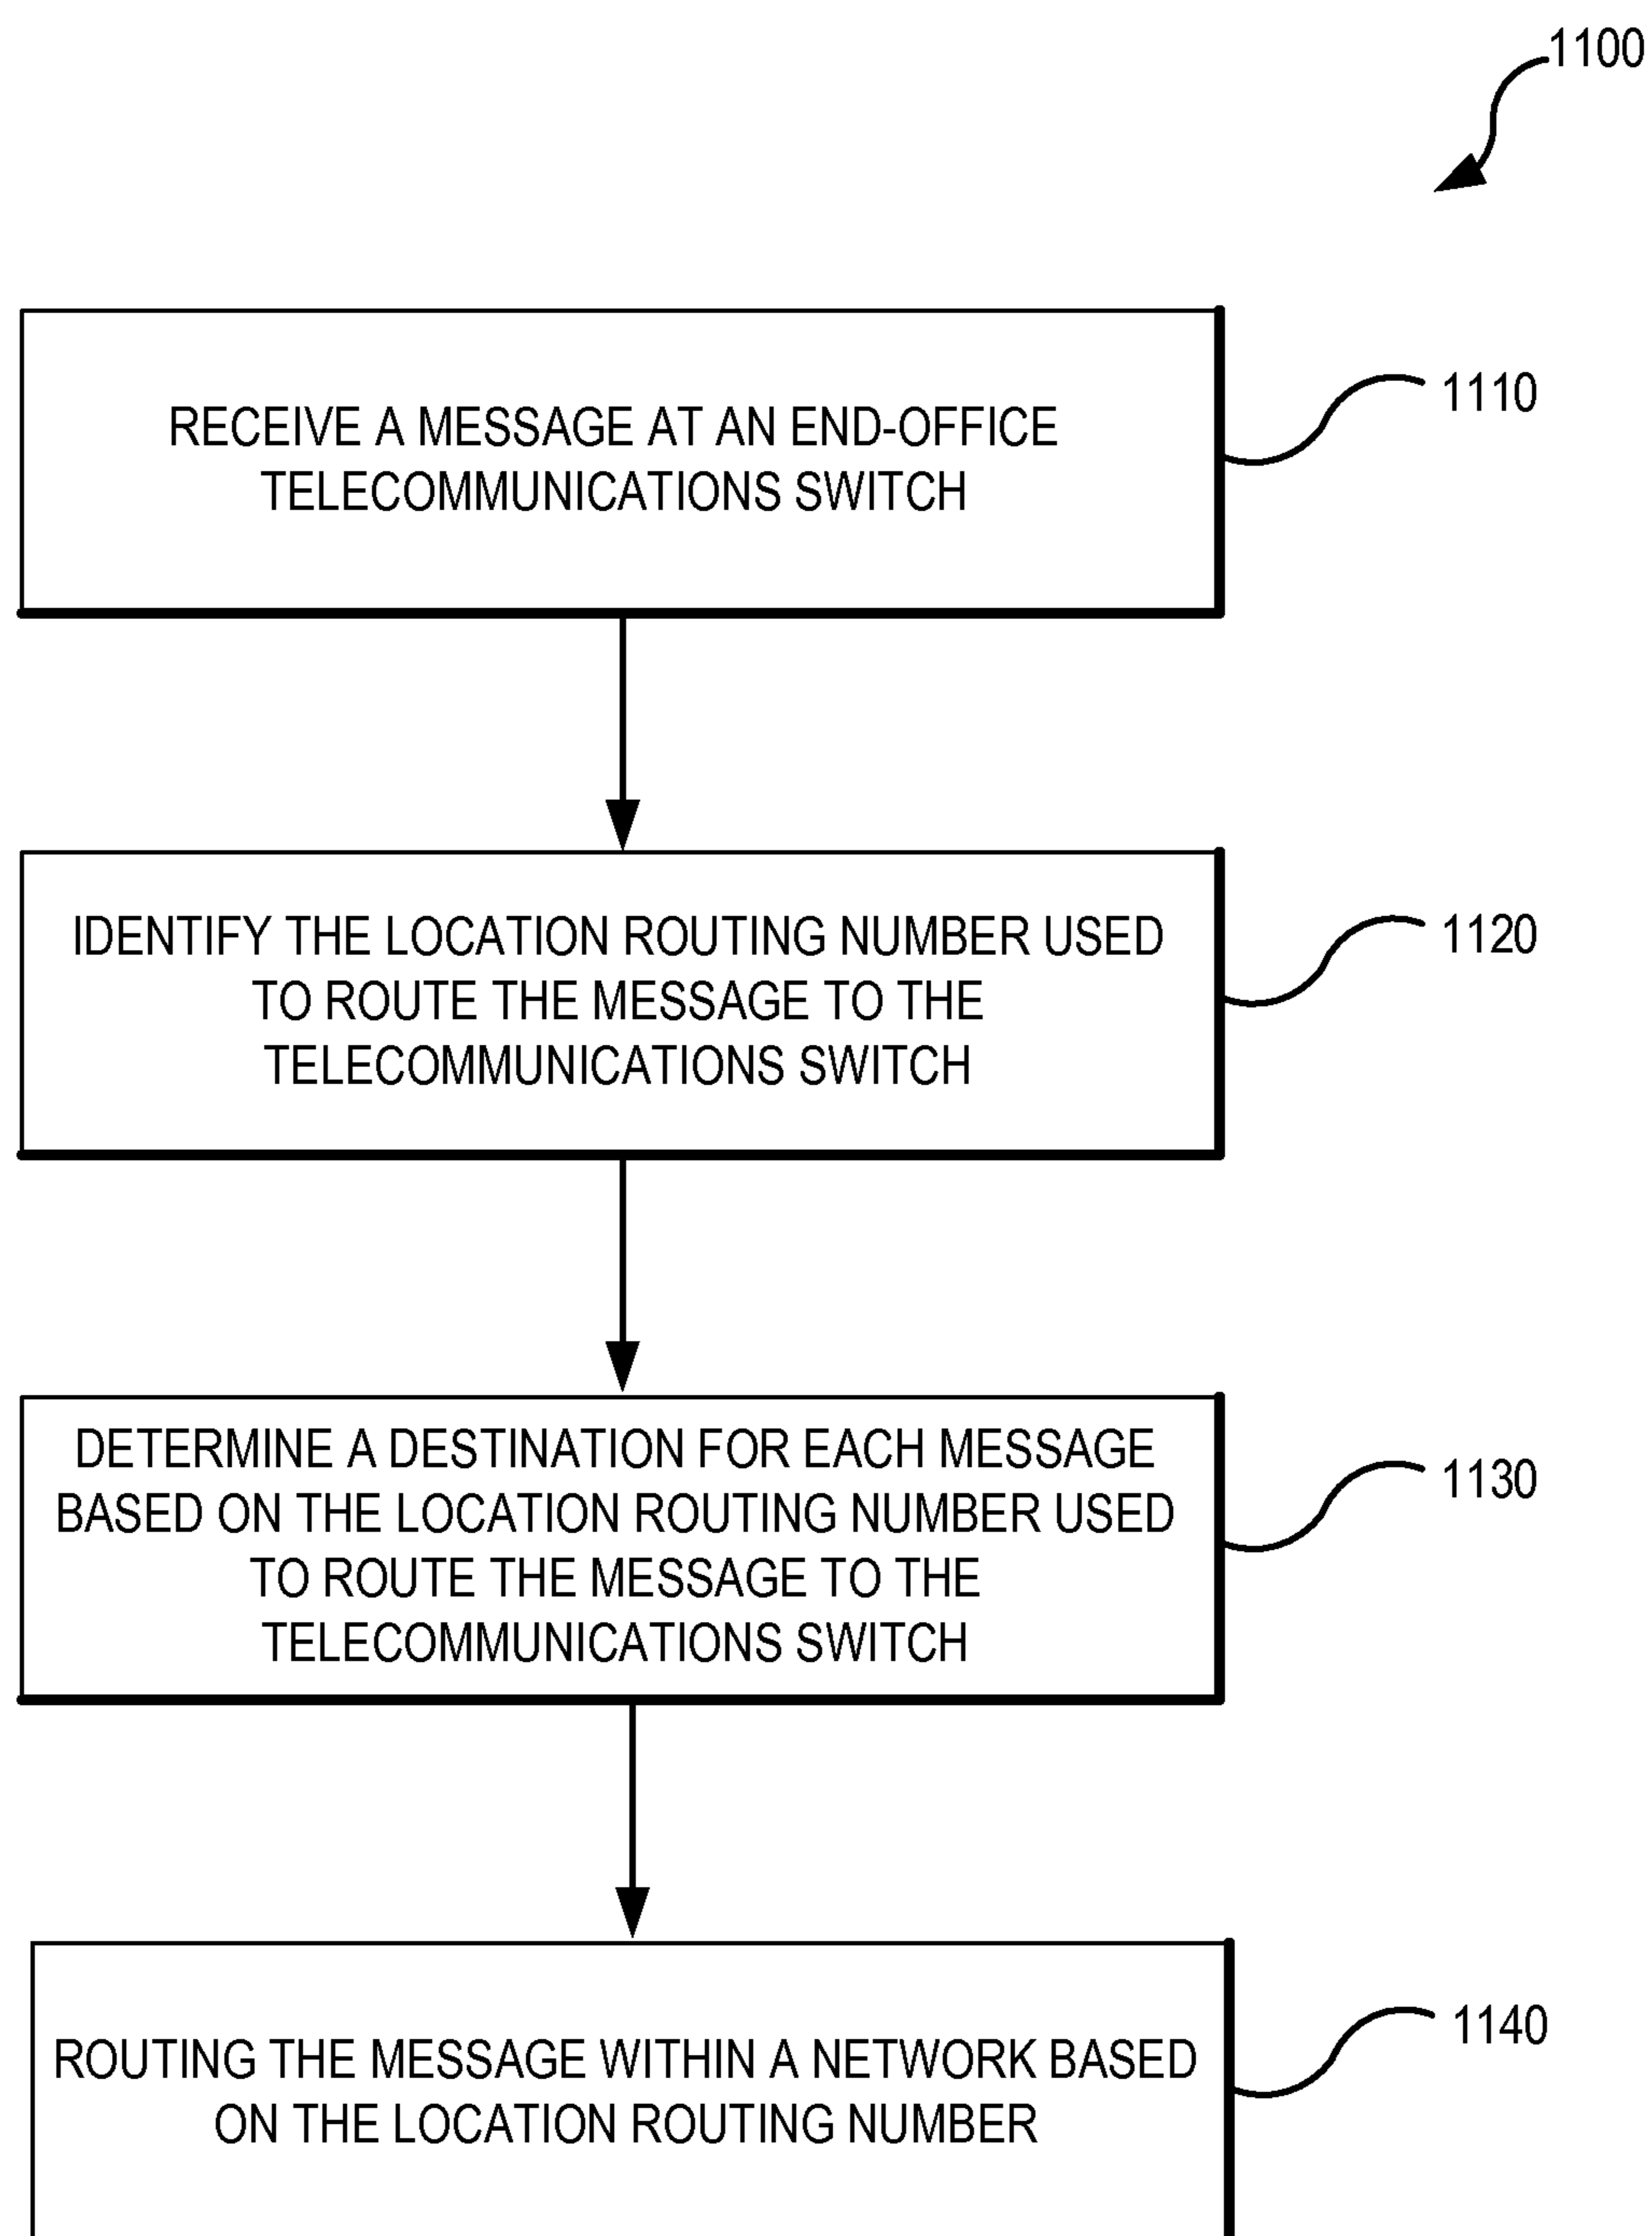 1100
RECEIVE A MESSAGE AT AN END-OFFICE
TELECOMMUNICATIONS SWITCH
1110
IDENTIFY THE LOCATION ROUTING NUMBER USED
TO ROUTE THE MESSAGE TO THE
TELECOMMUNICATIONS SWITCH
1120
DETERMINE A DESTINATION FOR EACH MESSAGE
BASED ON THE LOCATION ROUTING NUMBER USED
TO ROUTE THE MESSAGE TO THE
TELECOMMUNICATIONS SWITCH
1130
ROUTING THE MESSAGE WITHIN A NETWORK BASED
ON THE LOCATION ROUTING NUMBER
1140